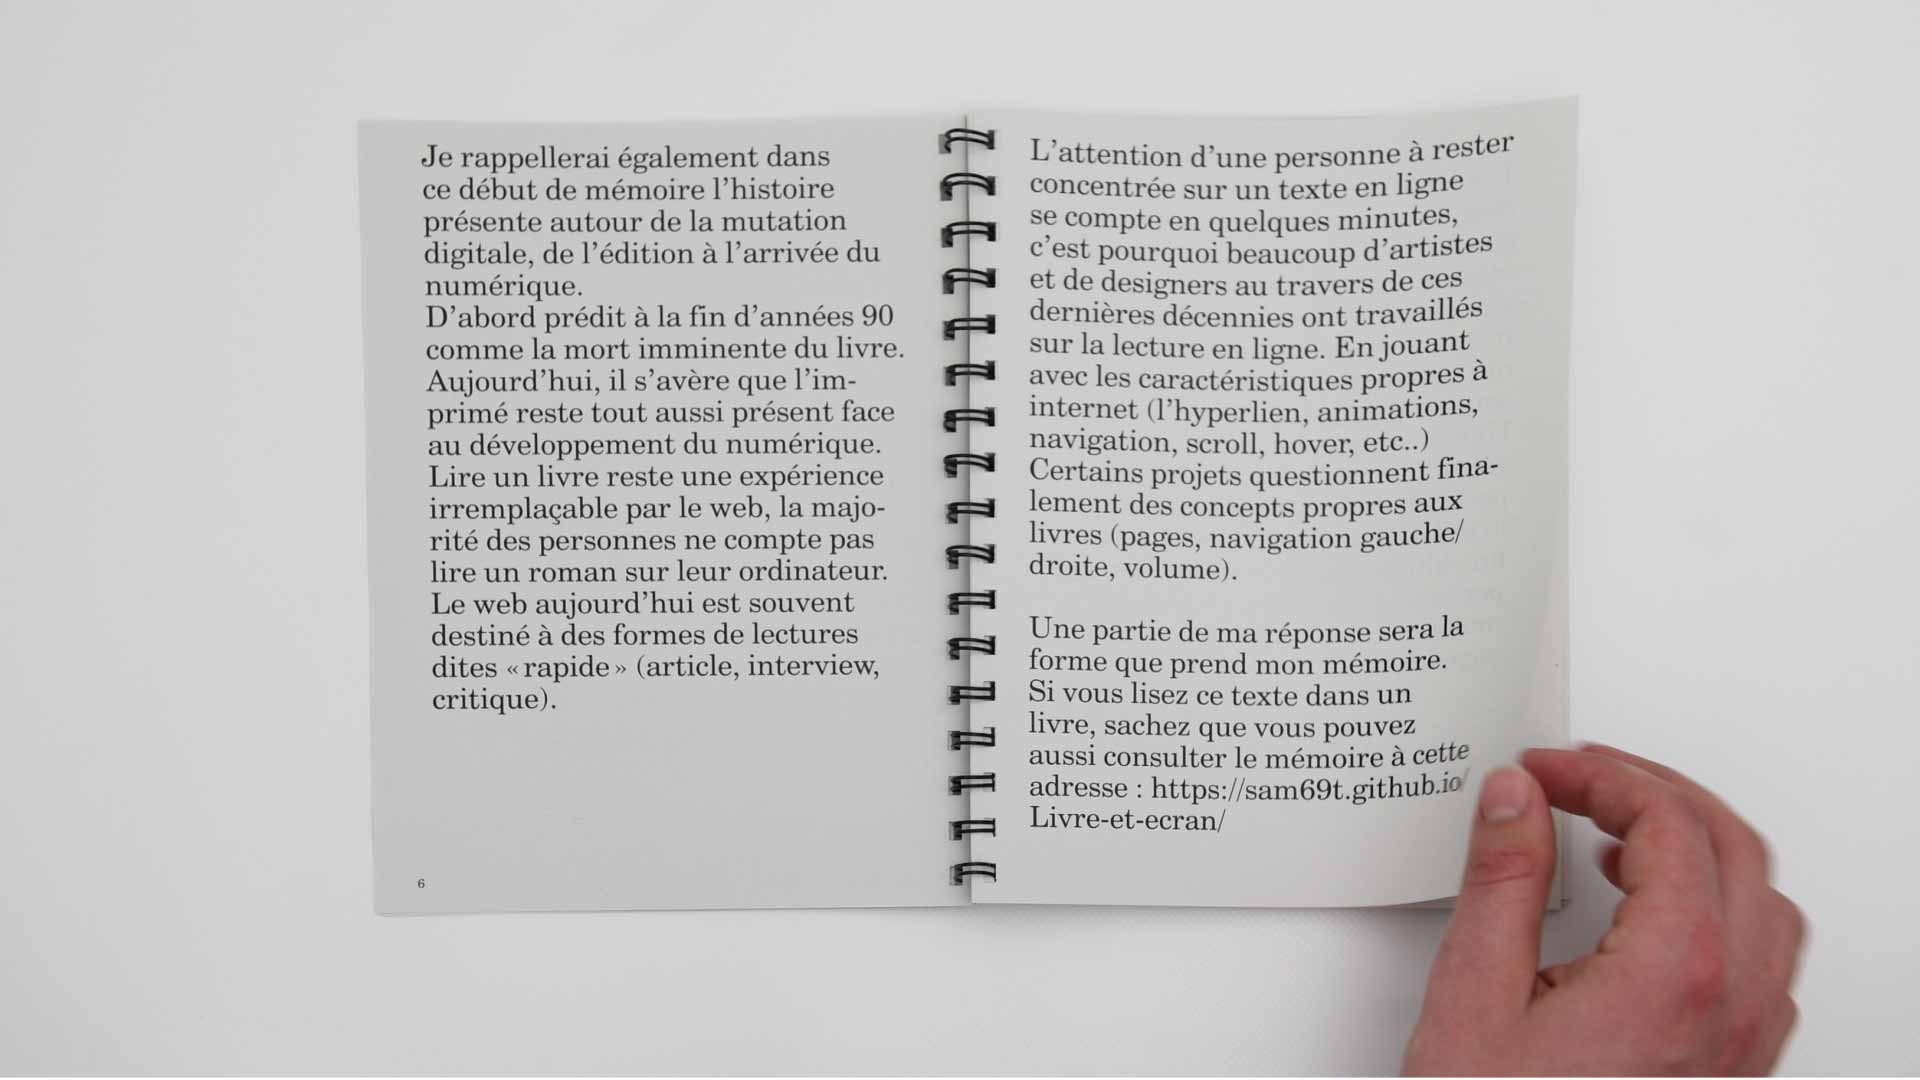 Je rappellerai également dans
ce début de mémoire l’histoire
présente autour de la mutation
digitale, de l’édition à l’arrivée du
numérique.
D’abord prédit à la fin d’années 90
comme la mort imminente du livre.
Aujourd’hui, il s’avère que l’im-
primé reste tout aussi présent face
au développement du numérique.
Lire un livre reste une expérience
irremplaçable par le web, la majo-
rité des personnes ne compte pas
lire un roman sur leur ordinateur.
Le web aujourd’hui est souvent
destiné à des formes de lectures
dites « rapide » (article, interview,
critique).
6
L’attention d’une personne à rester
concentrée sur un texte en ligne
se compte en quelques minutes,
c’est pourquoi beaucoup d’artistes
et de designers au travers de ces
dernières décennies ont travaillés
sur la lecture en ligne. En jouant
avec les caractéristiques propres à
internet (l’hyperlien, animations,
navigation, scroll, hover, etc..)
Certains projets questionnent fina-
lement des concepts propres aux
livres (pages, navigation gauche/
droite, volume).
Une partie de ma réponse sera la
forme que prend mon mémoire.
Si vous lisez ce texte dans un
livre, sachez que vous pouvez
aussi consulter le mémoire à cette
adresse : https://sam69t.github.io/
Livre-et-ecran/